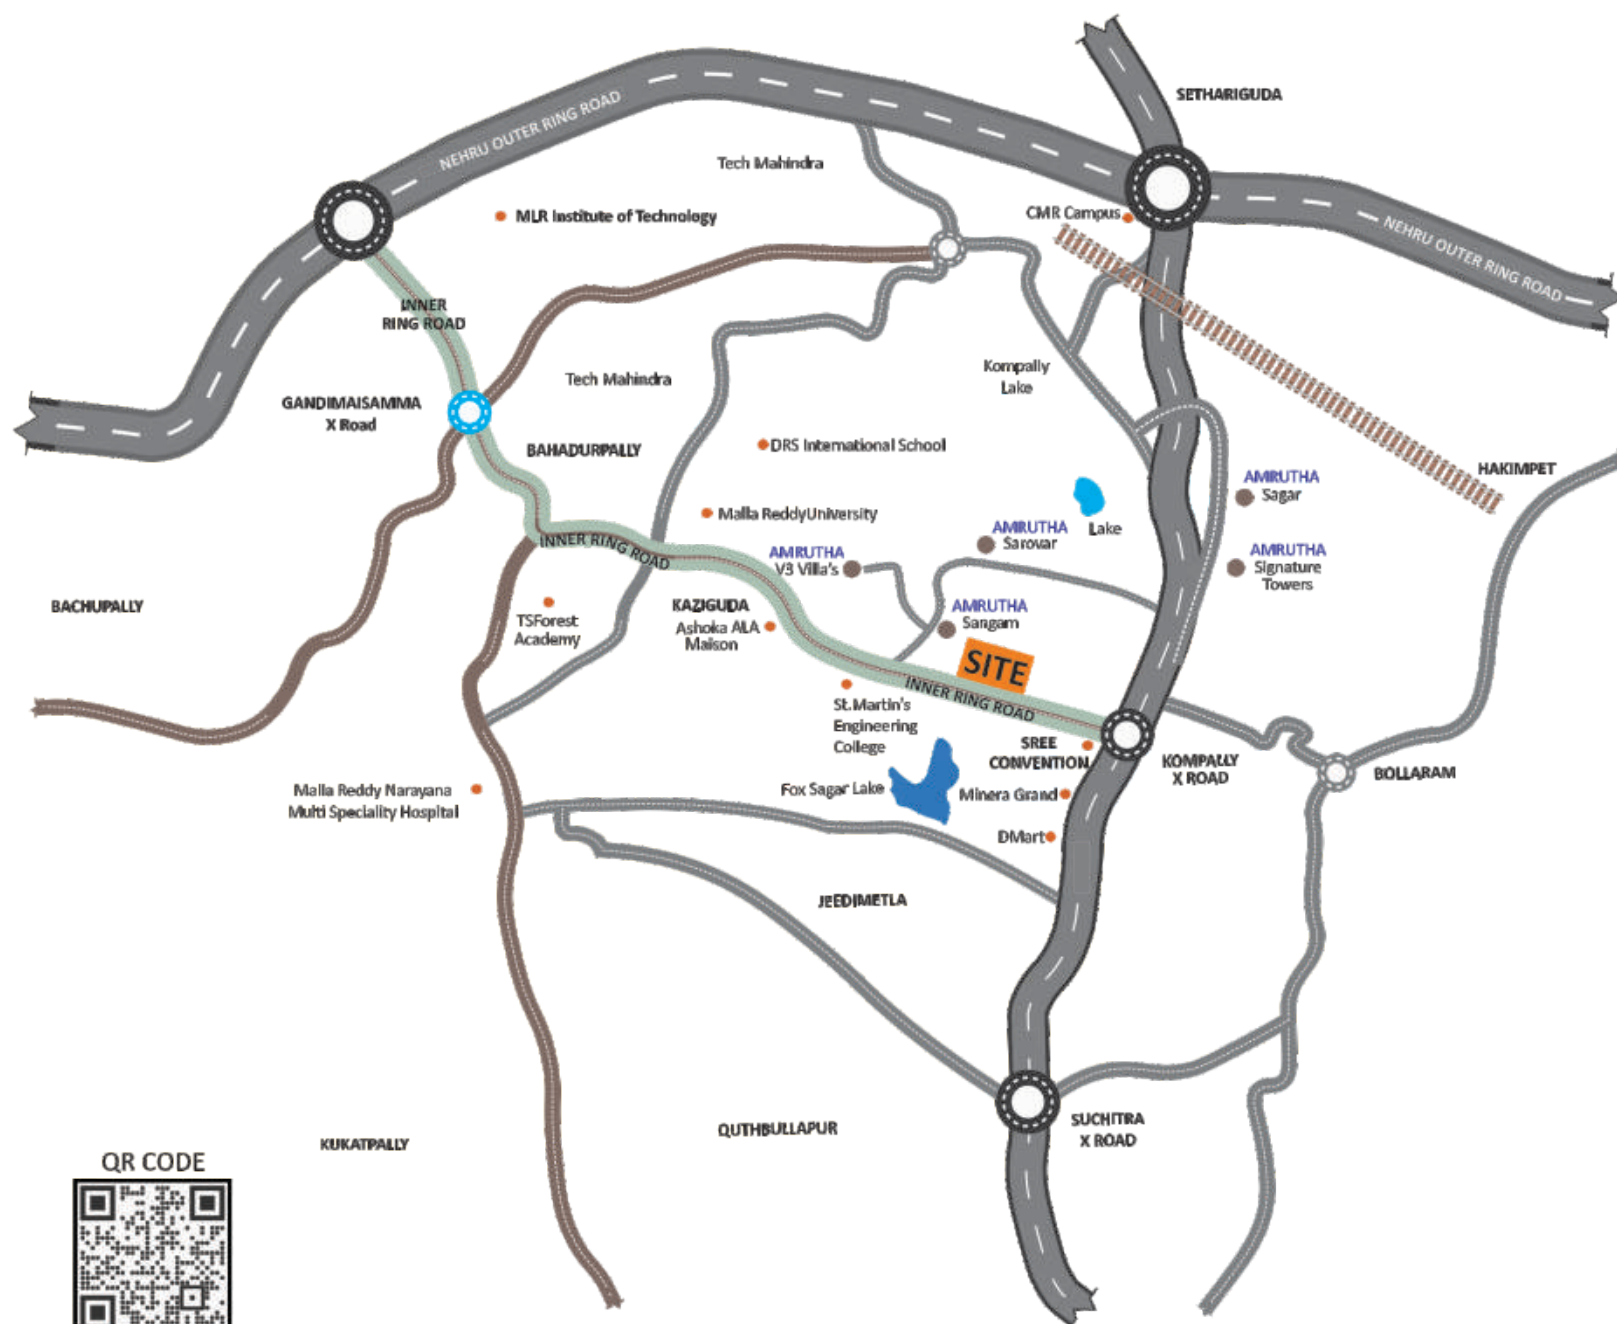 SETHARIGUDA
NEHRU OUTER RING ROAD
Tech Mahindra
MLR Institute of Technology
CMR Campus
NEHRU OUTER RING ROAD
INNER
RING ROAD
Kompally
Lake
Tech Mahindra
GANDIMAISAMMA
X Road
BAHADURPALLY
DRS International School
HAKIMPET
AMRUTHA
Sagar
Malla ReddyUniversity
AMRUTHA
Sarovar
Lake
INNER RING ROAD
AMRUTHA
V3 Villa's
AMRUTHA
Signature
Towers
BACHUPALLY
KAZIGUDA
Ashoka ALA
Maison
TSForest
Academy
AMRUTHA
Sangam
SITE
INNER RING ROAD
St.Martin's
Engineering
College
SREE
CONVENTION
KOMPALLY
X ROAD
BOLLARAM
Malla Reddy Narayana
Multi Speciality Hospital
Fox Sagar Lake
Minera Grand
DMart
JEEDIMETLA
SUCHITRA
X ROAD
QUTHBULLAPUR
KUKATPALLY
QR CODE